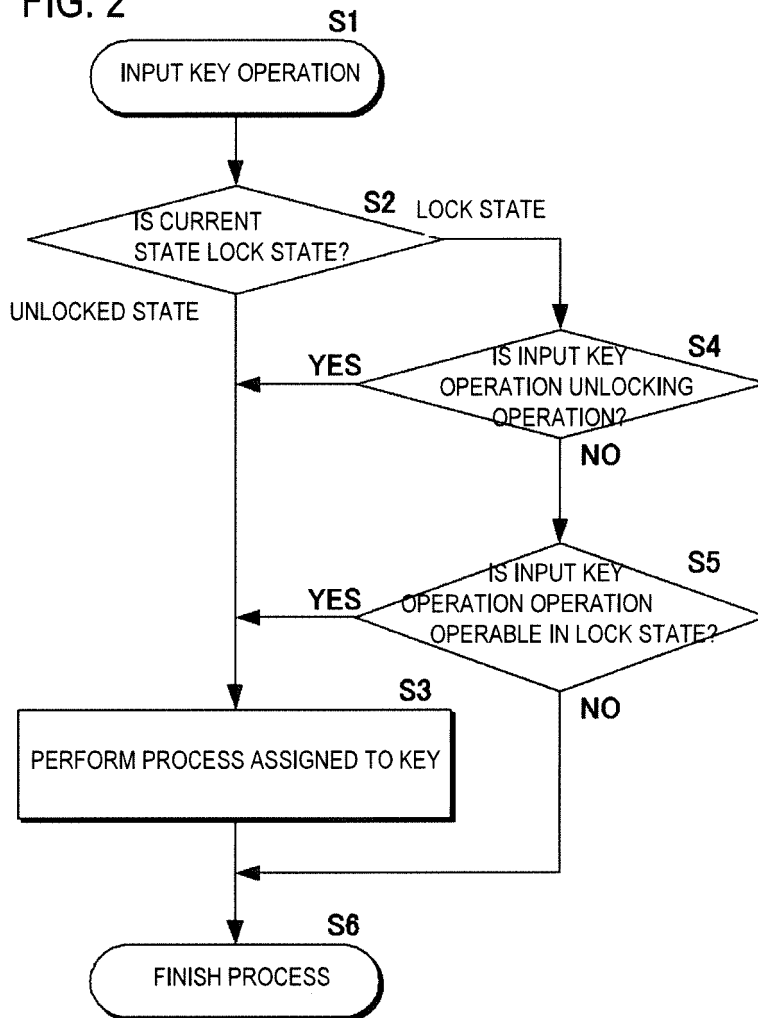 FIG. 2
S1
INPUT KEY OPERATION
S2
LOCK STATE
IS CURRENT
STATE LOCK STATE?
UNLOCKED STATE
S4
YES
IS INPUT KEY
OPERATION UNLOCKING
OPERATION?
NO
S5
YES
IS INPUT KEY
OPERATION OPERATION
OPERABLE IN LOCK STATE?
NO
S3
PERFORM PROCESS ASSIGNED TO KEY
S6
FINISH PROCESS